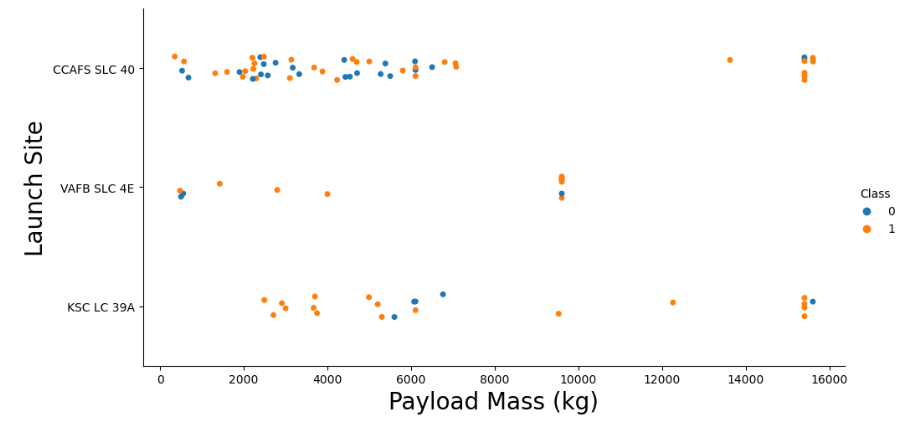 Launch Site
CCAFS SLC 40
VAFB SLC 4E
KSC LC 39A
0 2000 4000 6000 8000 10000 12000 14000 16000
Payload Mass (kg)
Class
0
1